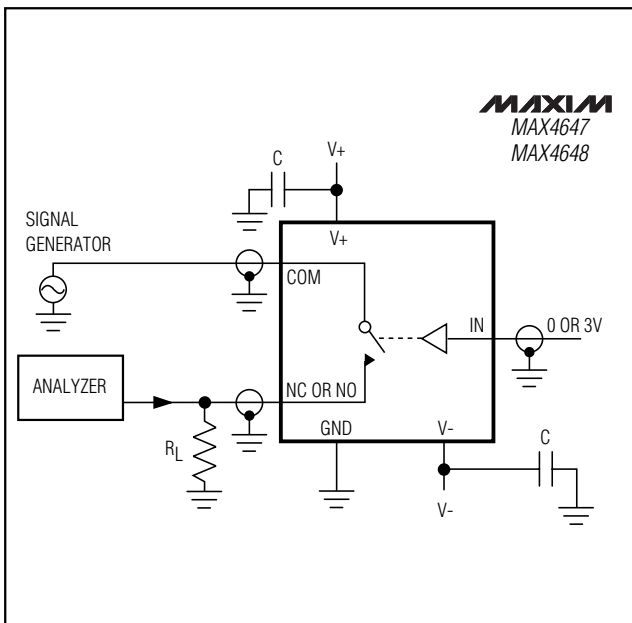 MAXIM
MAX4647
MAX4648
C
V+
V+
SIGNAL
GENERATOR
COM
IN
0 OR 3V
ANALYZER
NC OR NO
RL
GND
V-
C
V-